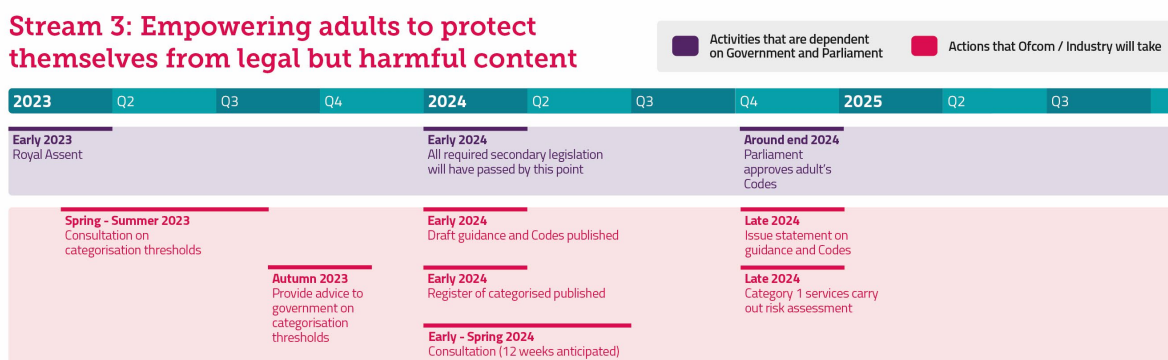 Stream 3: Empowering adults to protect
themselves from legal but harmful content
Activities that are dependent
on Government and Parliament
Actions that Ofcom / Industry will take
2023 Q2 Q3 Q4 2024 Q2 Q3 Q4 2025 Q2 Q3
Early 2023
Royal Assent
Early 2024
All required secondary legislation
will have passed by this point
Around end 2024
Parliament
approves adult's
Codes
Spring - Summer 2023
Consultation on
categorisation thresholds
Early 2024
Draft guidance and Codes published
Late 2024
Issue statement on
guidance and Codes
Autumn 2023
Provide advice to
government on
categorisation
thresholds
Early 2024
Register of categorised published
Late 2024
Category 1 services carry
out risk assessment
Early - Spring 2024
Consultation (12 weeks anticipated)